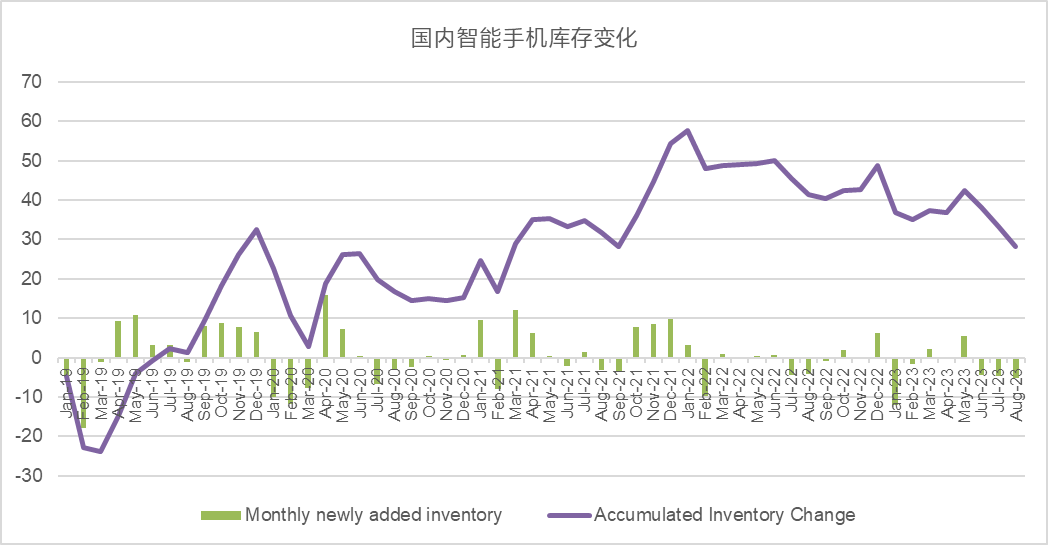 国内智能手机库存变化
70
60
50
40
30
20
10
0
-10
-20
-30
Jan-19
Feb-19
Mar-19
Apr-19
May-19
Jun-19
Jul-19
Aug-19
Sep-19
Oct-19
Nov-19
Dec-19
Jan-20
Feb-20
Mar-20
Apr-20
May-20
Jun-20
Jul-20
Aug-20
Sep-20
Oct-20
Nov-20
Dec-20
Jan-21
Feb-21
Mar-21
Apr-21
May-21
Jun-21
Jul-21
Aug-21
Sep-21
Oct-21
Nov-21
Dec-21
Jan-22
Feb-22
Mar-22
Apr-22
May-22
Jun-22
Jul-22
Aug-22
Sep-22
Oct-22
Nov-22
Dec-22
Jan-23
Feb-23
Mar-23
Apr-23
May-23
Jun-23
Jul-23
Aug-23
Monthly newly added inventory
Accumulated Inventory Change